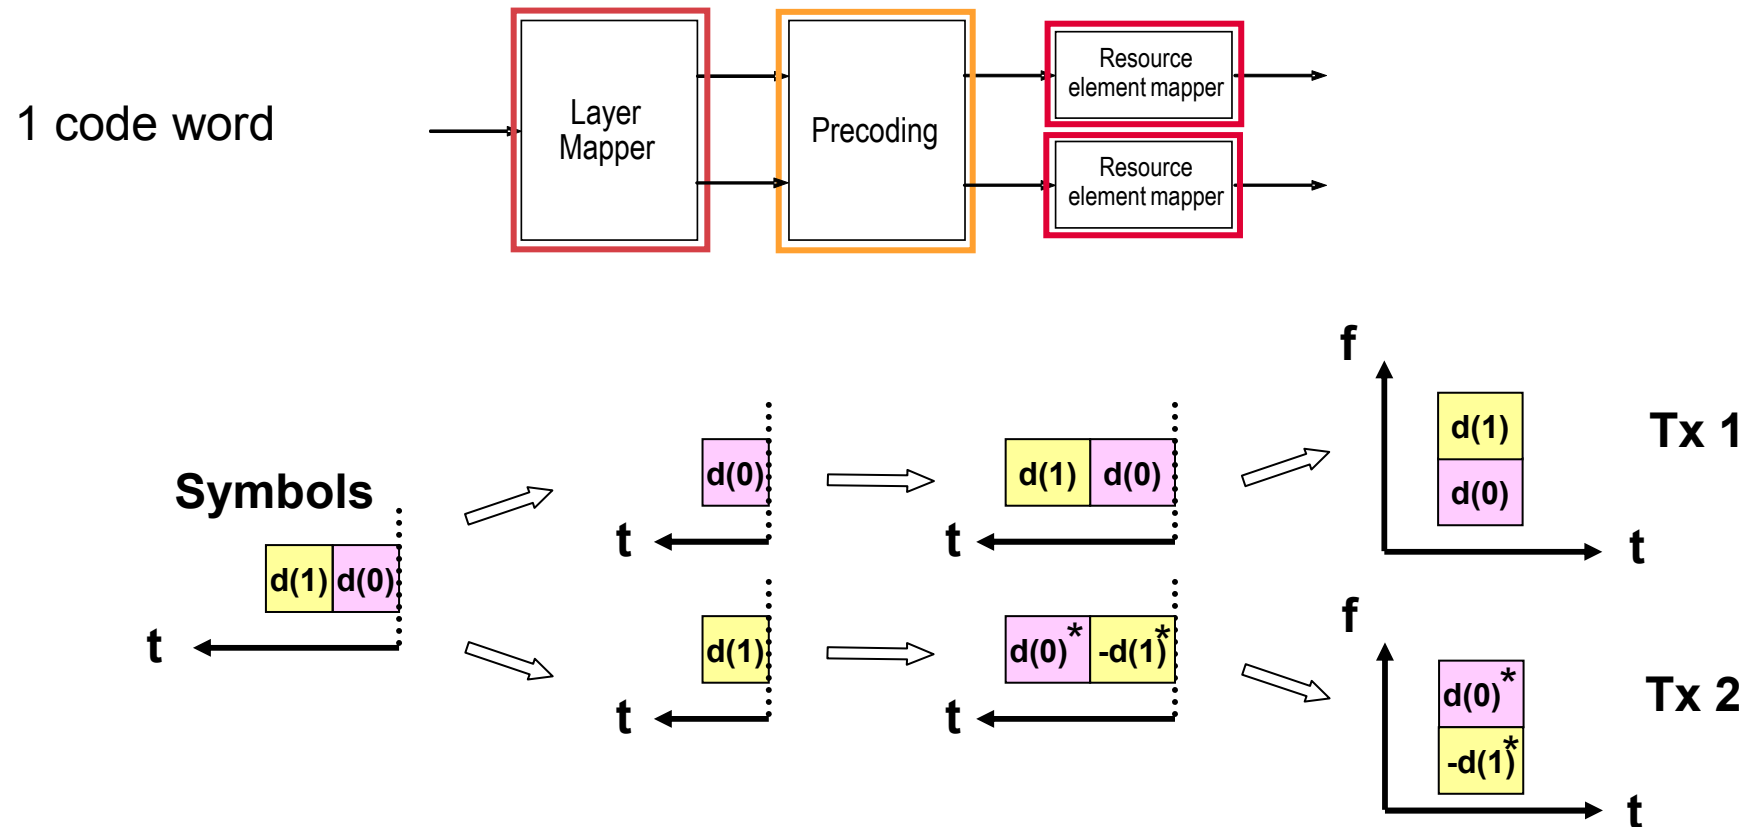 1 code word
Layer
Mapper
Precoding
Resource
element mapper
Resource
element mapper
Symbols
d(1) d(0)
t
d(0)
t
d(1)
t
d(1) d(0)
t
d(0)* -d(1)*
t
f
d(1)
d(0)
t
Tx 1
f
d(0)*
-d(1)*
t
Tx 2